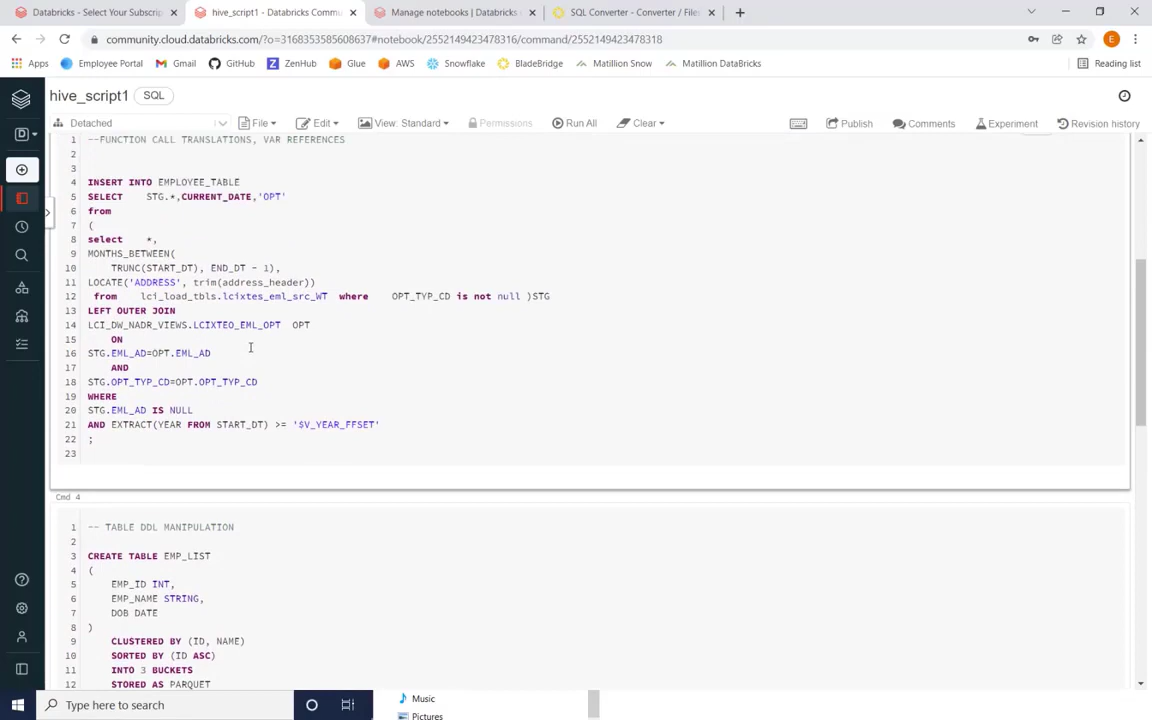 Databricks - Select Your Subscrip
hive_script1 - Databricks Commu
Manage notebooks | Databricks
SQL Converter - Converter / Files
community.cloud.databricks.com/?o=3168353585608637#notebook/2552149423478316/command/2552149423478318
E
Apps
Employee Portal
Gmail
GitHub
ZenHub
Glue
AWS
Snowflake
BladeBridge
Matillion Snow
Matillion DataBricks
Reading list
hive_script1
SQL
D
Detached
File
Edit
View: Standard
Permissions
Run All
Clear
Publish
Comments
Experiment
Revision history
1 --FUNCTION CALL TRANSLATIONS, VAR REFERENCES
2
3
4 INSERT INTO EMPLOYEE_TABLE
5 SELECT STG.*,CURRENT_DATE,'OPT'
6 from
7 (
8 select *,
9 MONTHS_BETWEEN(
10 TRUNC(START_DT), END_DT - 1),
11 LOCATE('ADDRESS', trim(address_header))
12 from lci_load_tbls.lcixtes_eml_src_WT where OPT_TYP_CD is not null )STG
13 LEFT OUTER JOIN
14 LCI_DW_NADR_VIEWS.LCIXTEO_EML_OPT OPT
15 ON
16 STG.EML_AD=OPT.EML_AD
17 AND
18 STG.OPT_TYP_CD=OPT.OPT_TYP_CD
19 WHERE
20 STG.EML_AD IS NULL
21 AND EXTRACT(YEAR FROM START_DT) >= '$V_YEAR_FFSET'
22 ;
23
Cmd 4
1 -- TABLE DDL MANIPULATION
2
3 CREATE TABLE EMP_LIST
4 (
5 EMP_ID INT,
6 EMP_NAME STRING,
7 DOB DATE
8 )
9 CLUSTERED BY (ID, NAME)
10 SORTED BY (ID ASC)
11 INTO 3 BUCKETS
12 STORED AS PARQUET
Type here to search
Music
Pictures